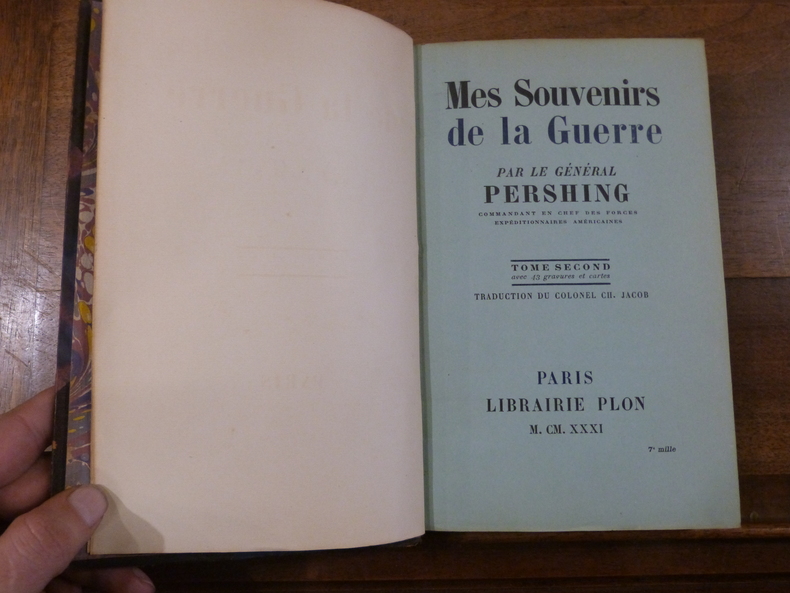 Mes Souvenirs
de la Guerre
PAR LE GÉNÉRAL
PERSHING
COMMANDANT EN CHEF DES FORCES
EXPÉDITIONNAIRES AMÉRICAINES
TOME SECOND
avec 43 gravures et cartes
TRADUCTION DU COLONEL CH. JACOB
PARIS
LIBRAIRIE PLON
M. CM. XXXI
7e mille